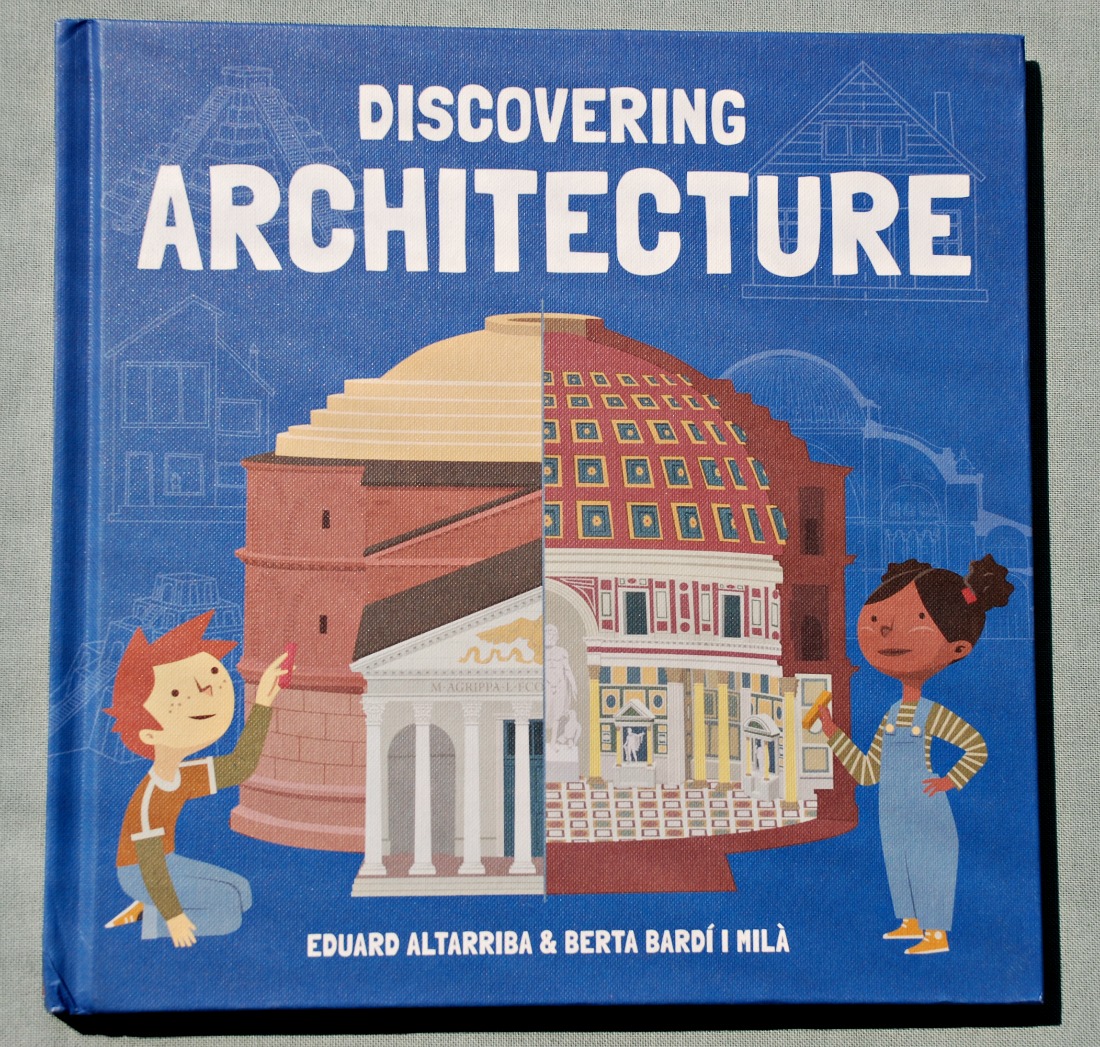 DISCOVERING
ARCHITECTURE
M·AGRIPPA·L·F·CO
EDUARD ALTARRIBA & BERTA BARDÍ I MILÀ